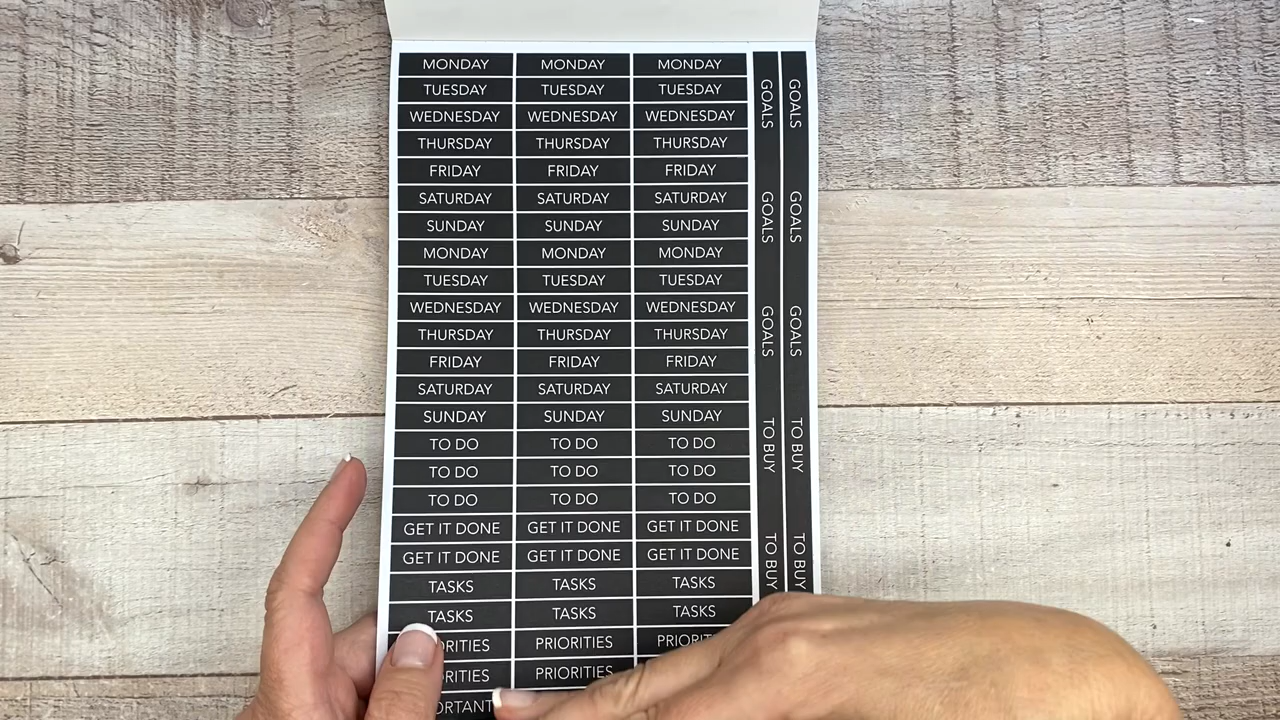 MONDAY MONDAY MONDAY
TUESDAY TUESDAY TUESDAY
WEDNESDAY WEDNESDAY WEDNESDAY
THURSDAY THURSDAY THURSDAY
FRIDAY FRIDAY FRIDAY
SATURDAY SATURDAY SATURDAY
SUNDAY SUNDAY SUNDAY
MONDAY MONDAY MONDAY
TUESDAY TUESDAY TUESDAY
WEDNESDAY WEDNESDAY WEDNESDAY
THURSDAY THURSDAY THURSDAY
FRIDAY FRIDAY FRIDAY
SATURDAY SATURDAY SATURDAY
SUNDAY SUNDAY SUNDAY
TO DO TO DO TO DO
TO DO TO DO TO DO
TO DO TO DO TO DO
GET IT DONE GET IT DONE GET IT DONE
GET IT DONE GET IT DONE GET IT DONE
TASKS TASKS TASKS
TASKS TASKS TASKS
PRIORITIES
PRIORITIES
GOALS GOALS GOALS TO BUY TO BUY
GOALS GOALS GOALS TO BUY TO BUY